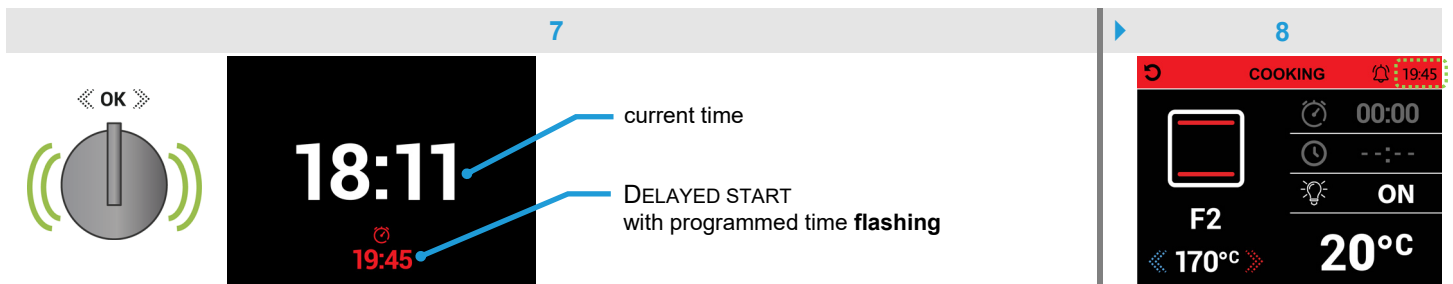 7
8
OK
18:11
19:45
current time
DELAYED START
with programmed time flashing
COOKING
19:45
00:00
--:--
ON
F2
170°C
20°C